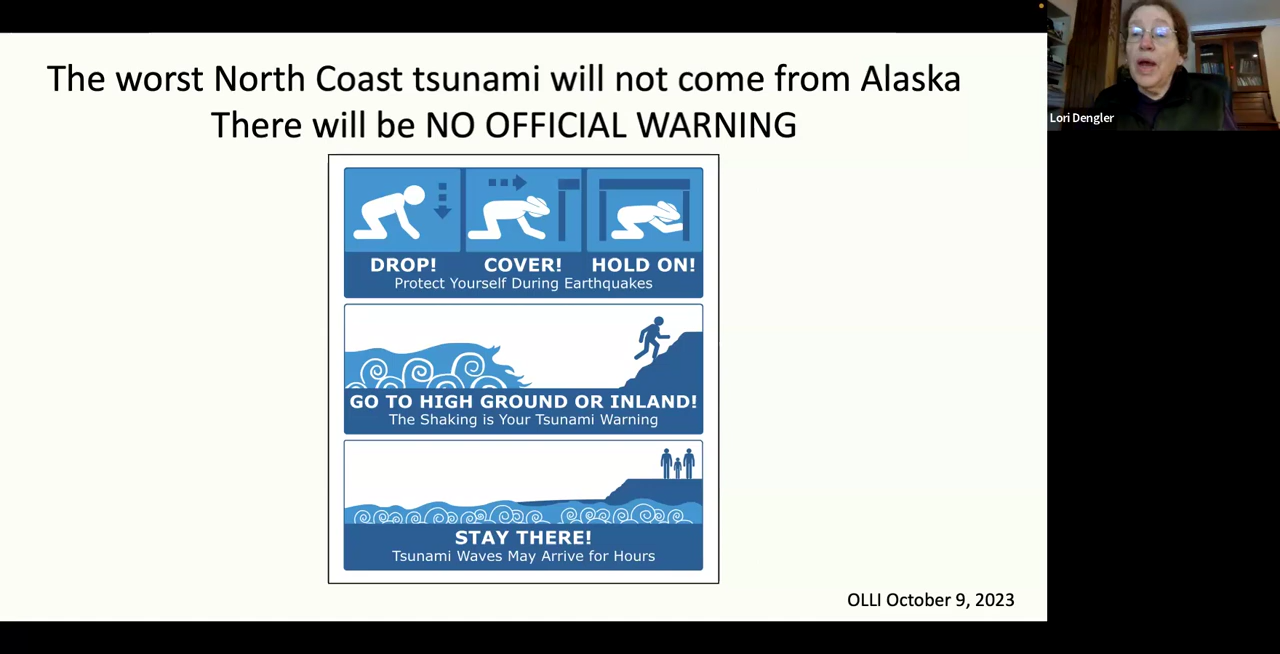 The worst North Coast tsunami will not come from Alaska
There will be NO OFFICIAL WARNING
DROP! COVER! HOLD ON!
Protect Yourself During Earthquakes
GO TO HIGH GROUND OR INLAND!
The Shaking is Your Tsunami Warning
STAY THERE!
Tsunami Waves May Arrive for Hours
OLLI October 9, 2023
Lori Dengler